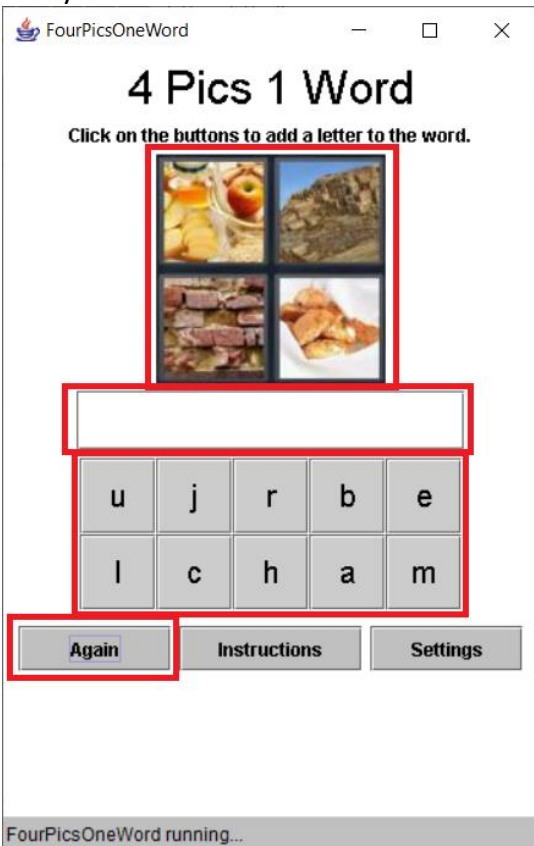 FourPicsOneWord
4 Pics 1 Word
Click on the buttons to add a letter to the word.
u j r b e
l c h a m
Again Instructions Settings
FourPicsOneWord running...